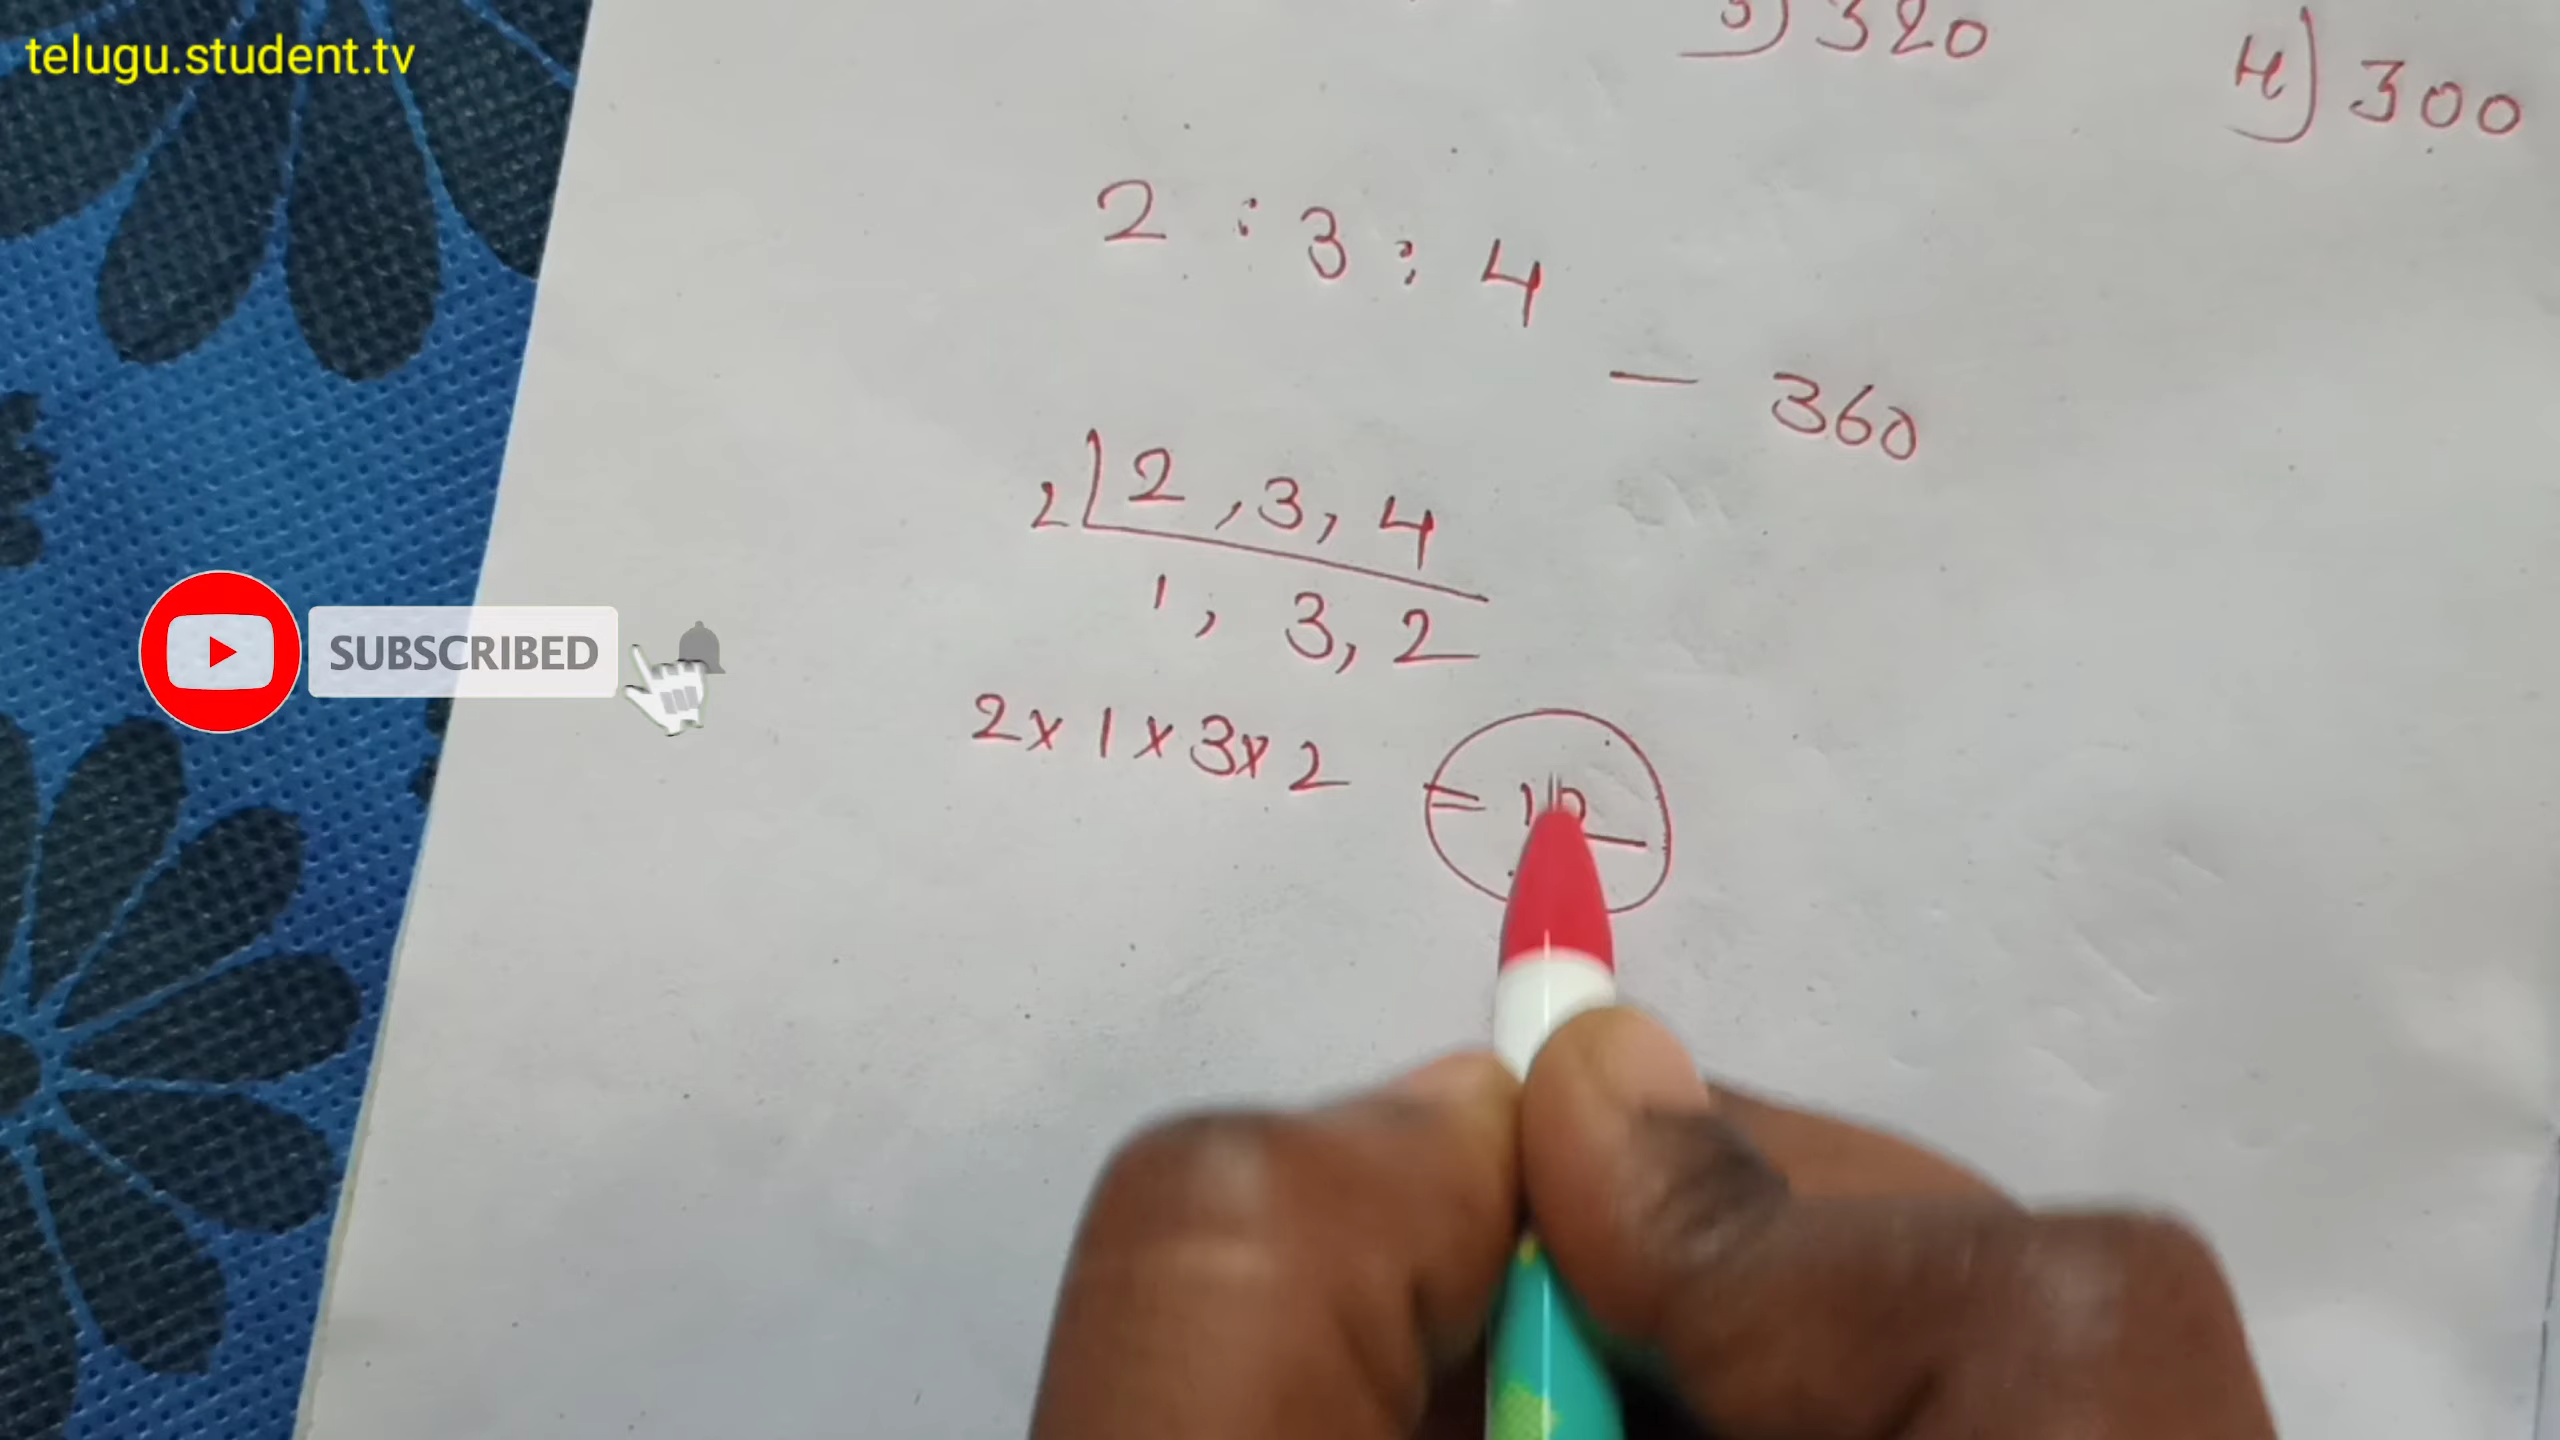 telugu.student.tv
3) 320 4) 300
2 : 3 : 4
— 360
2 | 2 , 3 , 4
1 , 3 , 2
SUBSCRIBED
2 x 1 x 3 x 2 =